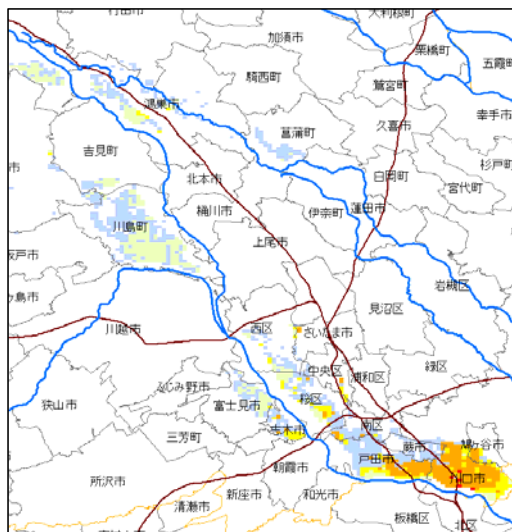 行田市
大利根町
加須市
栗橋町
五霞町
騎西町
鷲宮町
鴻巣市
幸手市
菖蒲町
久喜市
吉見町
杉戸町
市
北本市
白岡町
宮代町
桶川市
伊奈町
蓮田市
川島町
坂戸市
上尾市
岩槻区
ヶ島市
見沼区
川越市
西区
さいたま市
中央区
浦和区
緑区
ふじみ野市
桜区
狭山市
富士見市
南区
志木市
三芳町
蕨市
鳩ヶ谷市
戸田市
朝霞市
川口市
所沢市
新座市
和光市
清瀬市
板橋区
北区